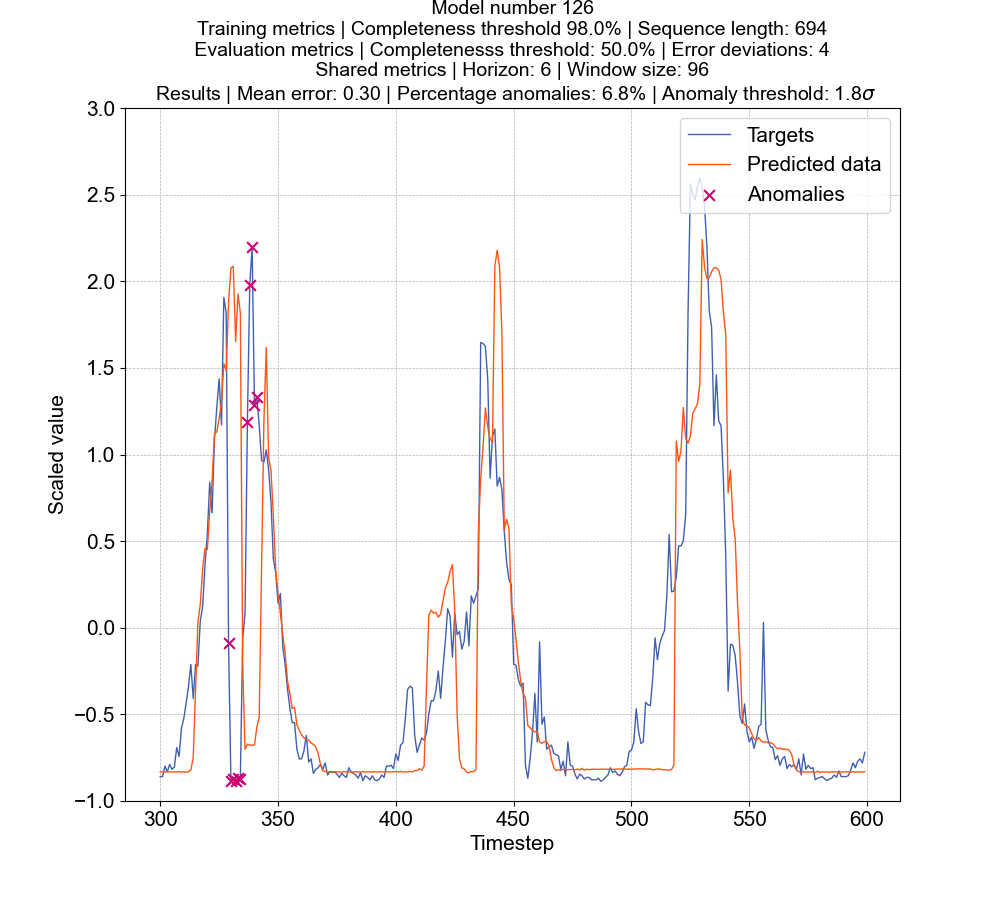 Model number 126
Training metrics | Completeness threshold 98.0% | Sequence length: 694
Evaluation metrics | Completenesss threshold: 50.0% | Error deviations: 4
Shared metrics | Horizon: 6 | Window size: 96
Results | Mean error: 0.30 | Percentage anomalies: 6.8% | Anomaly threshold: 1.8σ
Targets
Predicted data
Anomalies
3.0
2.5
2.0
1.5
1.0
0.5
0.0
−0.5
−1.0
Scaled value
300
350
400
450
500
550
600
Timestep